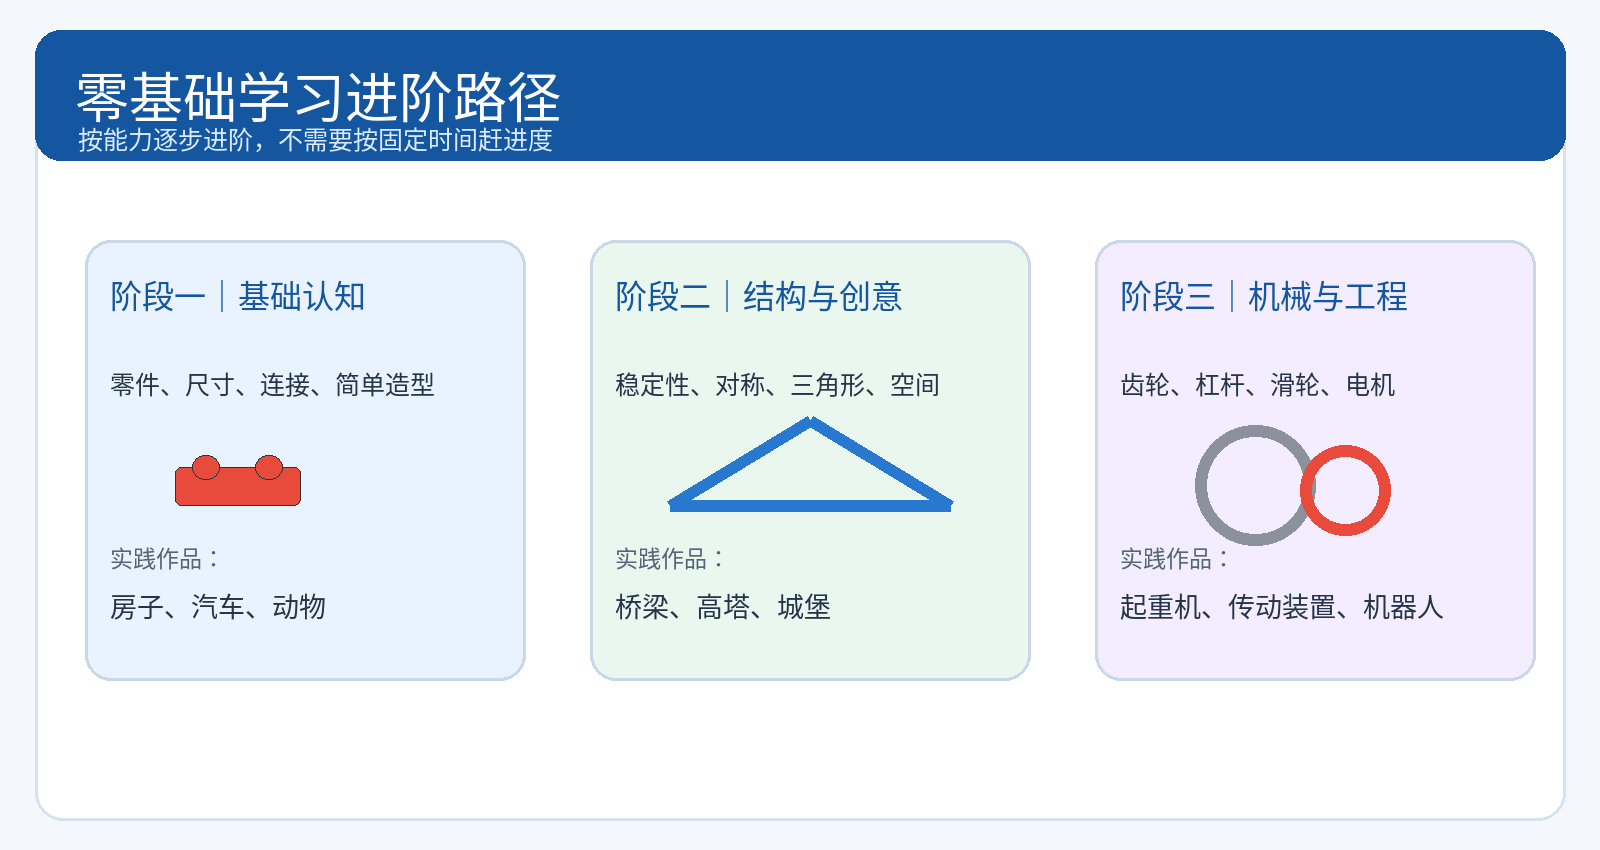 零基础学习进阶路径
按能力逐步进阶，不需要按固定时间赶进度
阶段一｜基础认知
零件、尺寸、连接、简单造型
实践作品：
房子、汽车、动物
阶段二｜结构与创意
稳定性、对称、三角形、空间
实践作品：
桥梁、高塔、城堡
阶段三｜机械与工程
齿轮、杠杆、滑轮、电机
实践作品：
起重机、传动装置、机器人